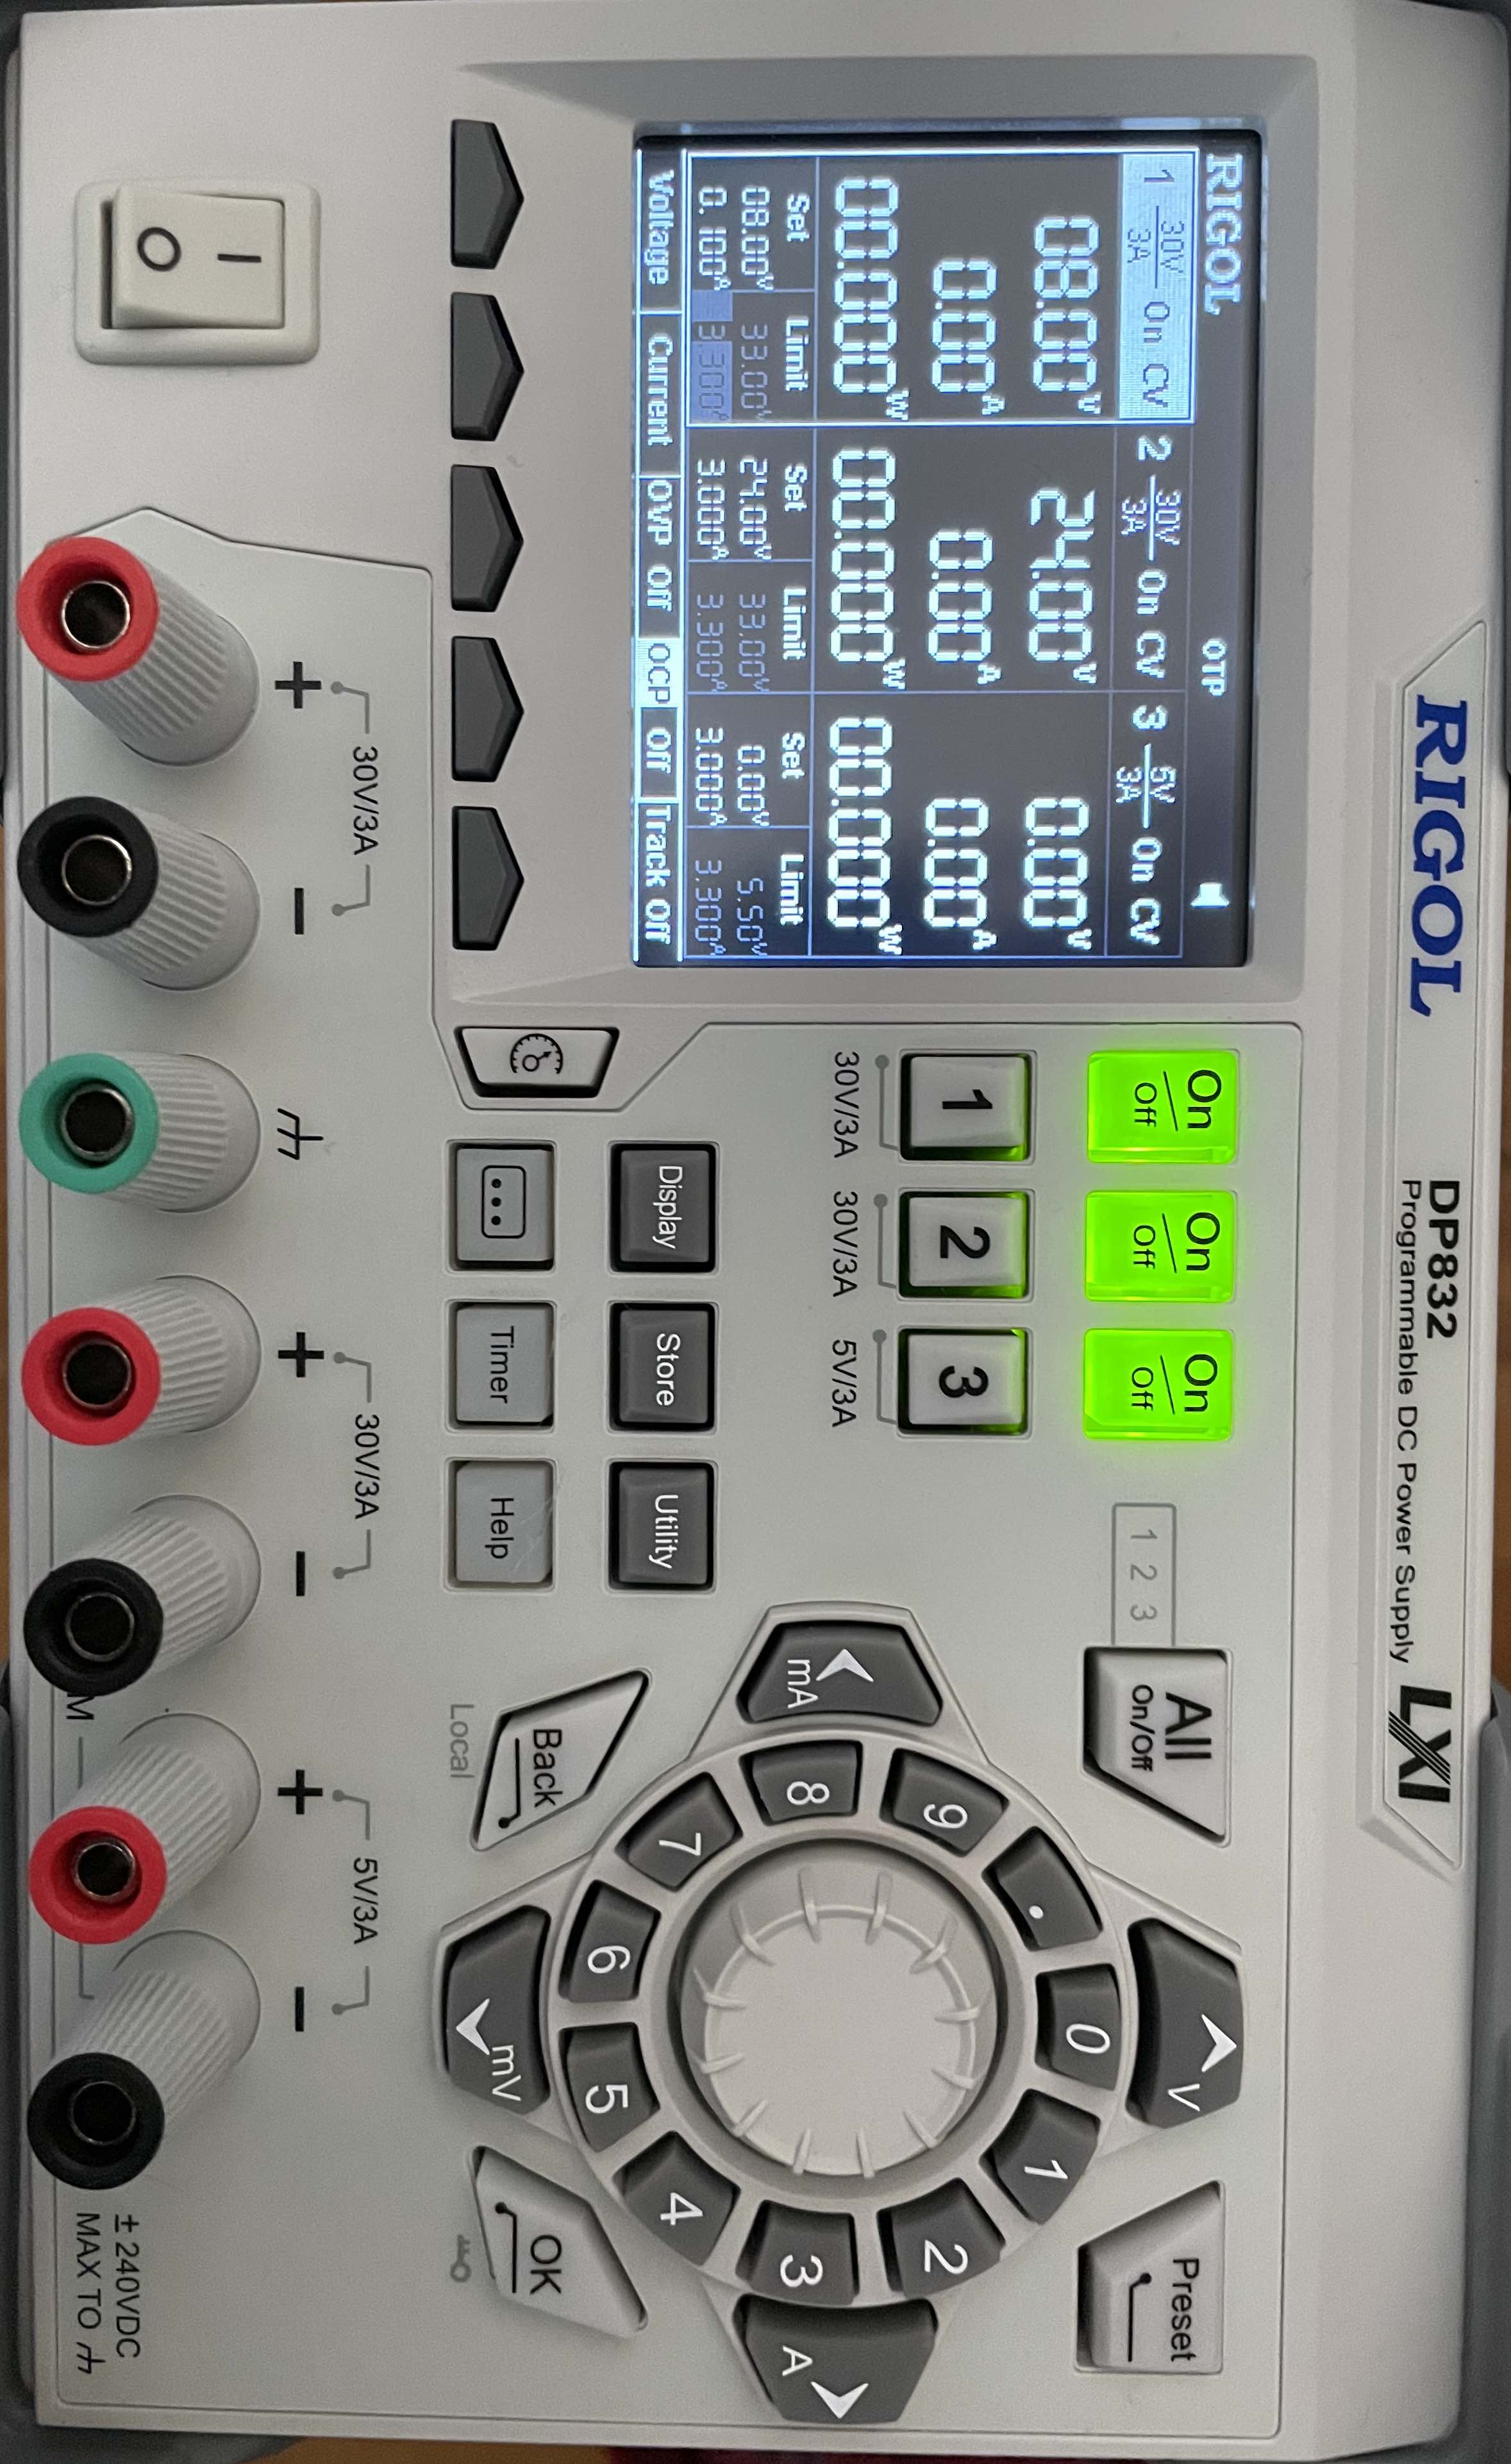 RIGOL
DP832
Programmable DC Power Supply
LXI
RIGOL OTP
1 30V 3A On CV
2 30V 3A On CV
3 5V 3A On CV
08.00V 24.00V 0.00V
0.00A 0.00A 0.00A
00.000W 00.000W 00.000W
Set Limit Set Limit Set Limit
08.00V 33.00V 24.00V 33.00V 0.00V 5.50V
0.100A 3.300A 3.000A 3.300A 3.000A 3.300A
Voltage Current OVP Off OCP Off Track Off
On Off
On Off
On Off
1 2 3
All
On/Off
Preset
1 2 3
30V/3A 30V/3A 5V/3A
Display Store Utility
... Timer Help
mA
V
mV
A
9 . 0 1 2
8 3
7 6 5 4
Back
Local
OK
I
O
30V/3A
+ −
30V/3A
+ −
5V/3A
+ −
M
± 240VDC
MAX TO